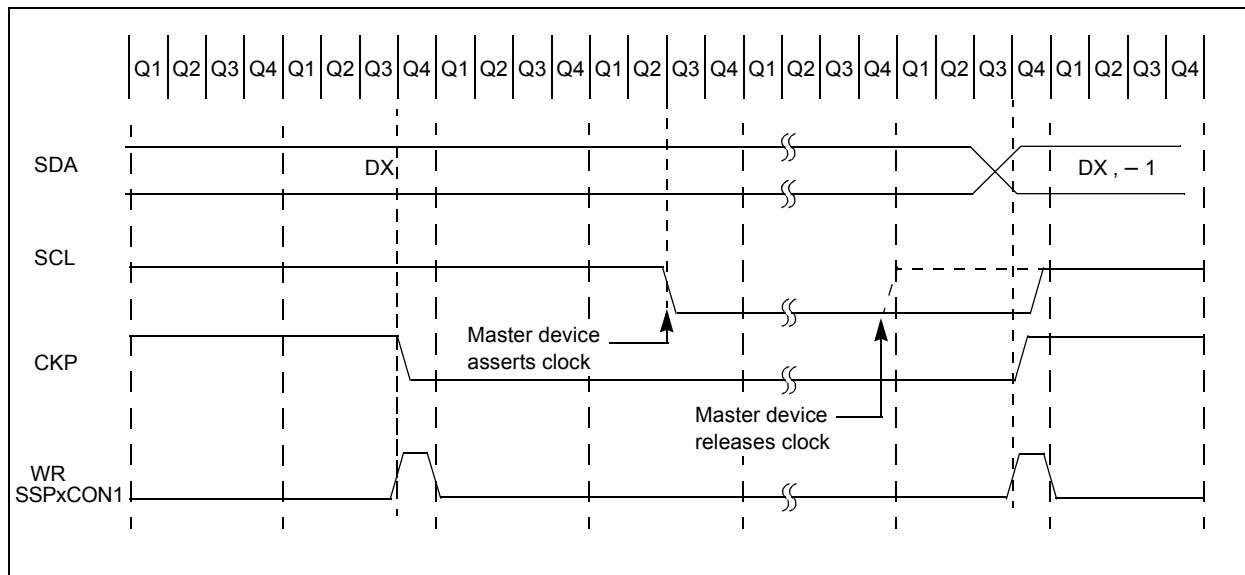 Q1 Q2 Q3 Q4 Q1 Q2 Q3 Q4 Q1 Q2 Q3 Q4 Q1 Q2 Q3 Q4 Q1 Q2 Q3 Q4 Q1 Q2 Q3 Q4 Q1 Q2 Q3 Q4
SDA
DX
DX , – 1
SCL
Master device
asserts clock
CKP
Master device
releases clock
WR
SSPxCON1